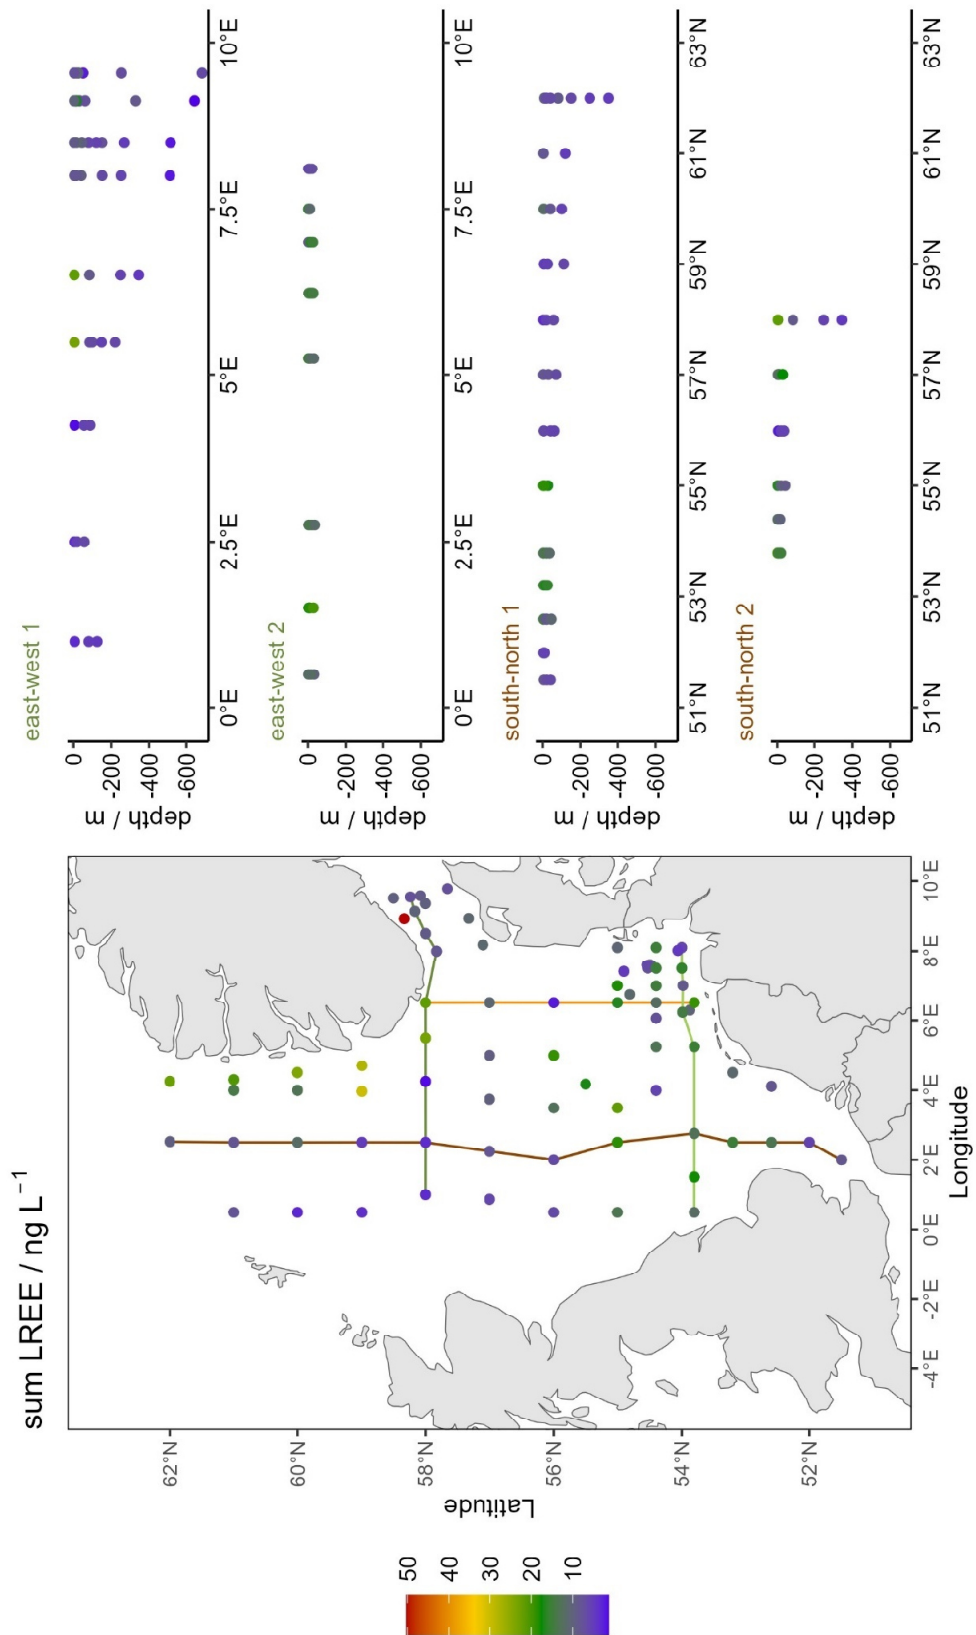 sum LREE / ng L⁻¹
50
40
30
20
10
Latitude
62°N
60°N
58°N
56°N
54°N
52°N
-4°E
-2°E
0°E
2°E
4°E
6°E
8°E
10°E
Longitude
east-west 1
depth / m
0
-200
-400
-600
0°E
2.5°E
5°E
7.5°E
10°E
east-west 2
depth / m
0
-200
-400
-600
0°E
2.5°E
5°E
7.5°E
10°E
south-north 1
depth / m
0
-200
-400
-600
51°N
53°N
55°N
57°N
59°N
61°N
63°N
south-north 2
depth / m
0
-200
-400
-600
51°N
53°N
55°N
57°N
59°N
61°N
63°N